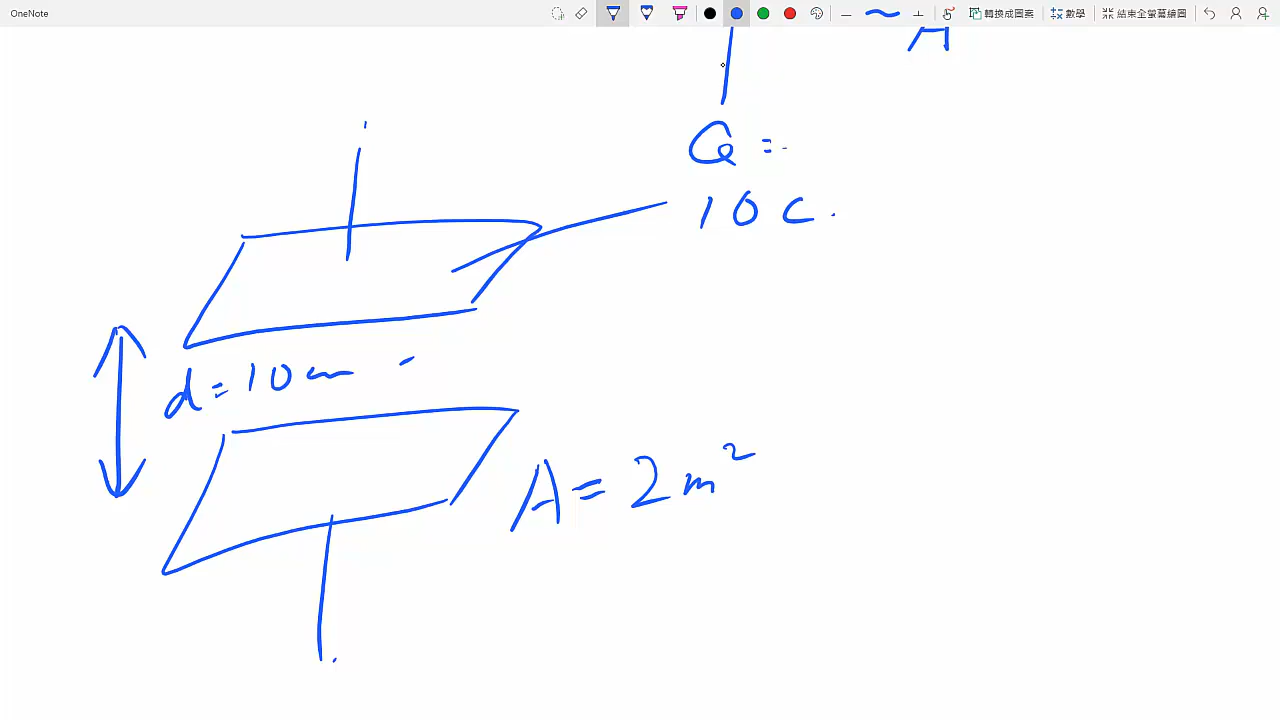 OneNote
轉換成圖案
數學
結束全螢幕繪圖
A
Q =
10 c.
d = 10 cm
A = 2 m²